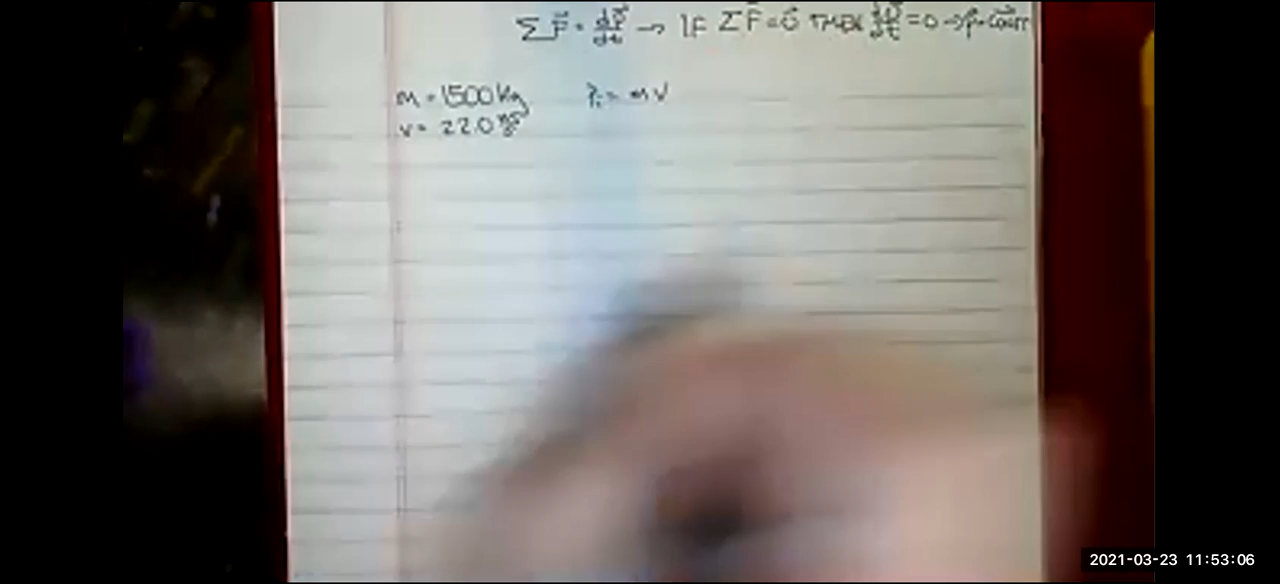 ΣF⃗ = dP⃗/dt → IF ΣF⃗ = 0⃗ THEN dP⃗/dt = 0 → P⃗ = CONST
m = 1500 Kg Pᵢ = m v
v = 22.0 m/s
2021-03-23 11:53:06